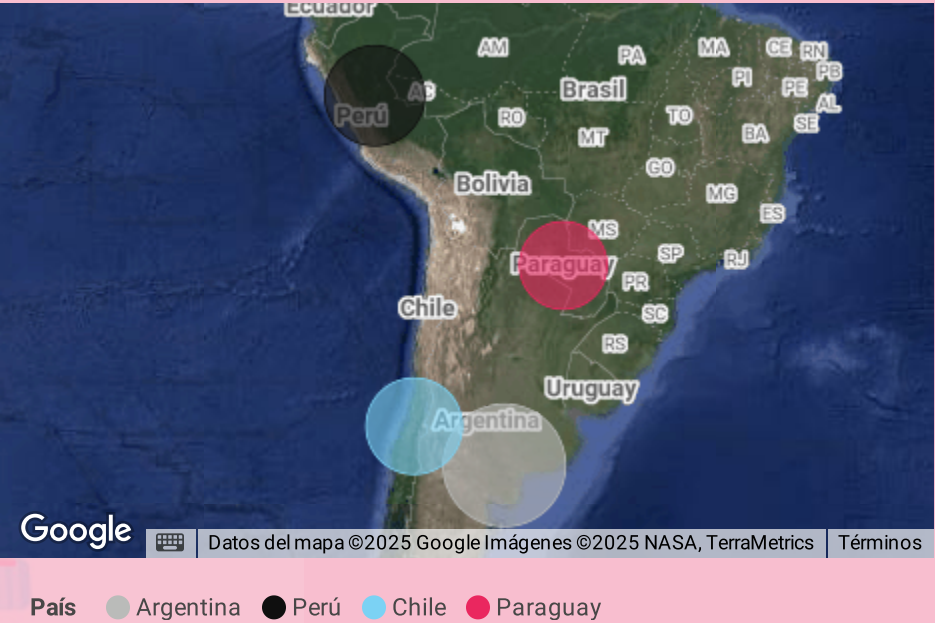 Ecuador
AM
PA
MA
CE
RN
PB
PI
PE
AL
AC
Brasil
TO
SE
Perú
RO
MT
BA
GO
Bolivia
MG
ES
MS
SP
RJ
Paraguay
PR
Chile
SC
RS
Uruguay
Argentina
Google
Datos del mapa ©2025 Google Imágenes ©2025 NASA, TerraMetrics
Términos
País Argentina Perú Chile Paraguay